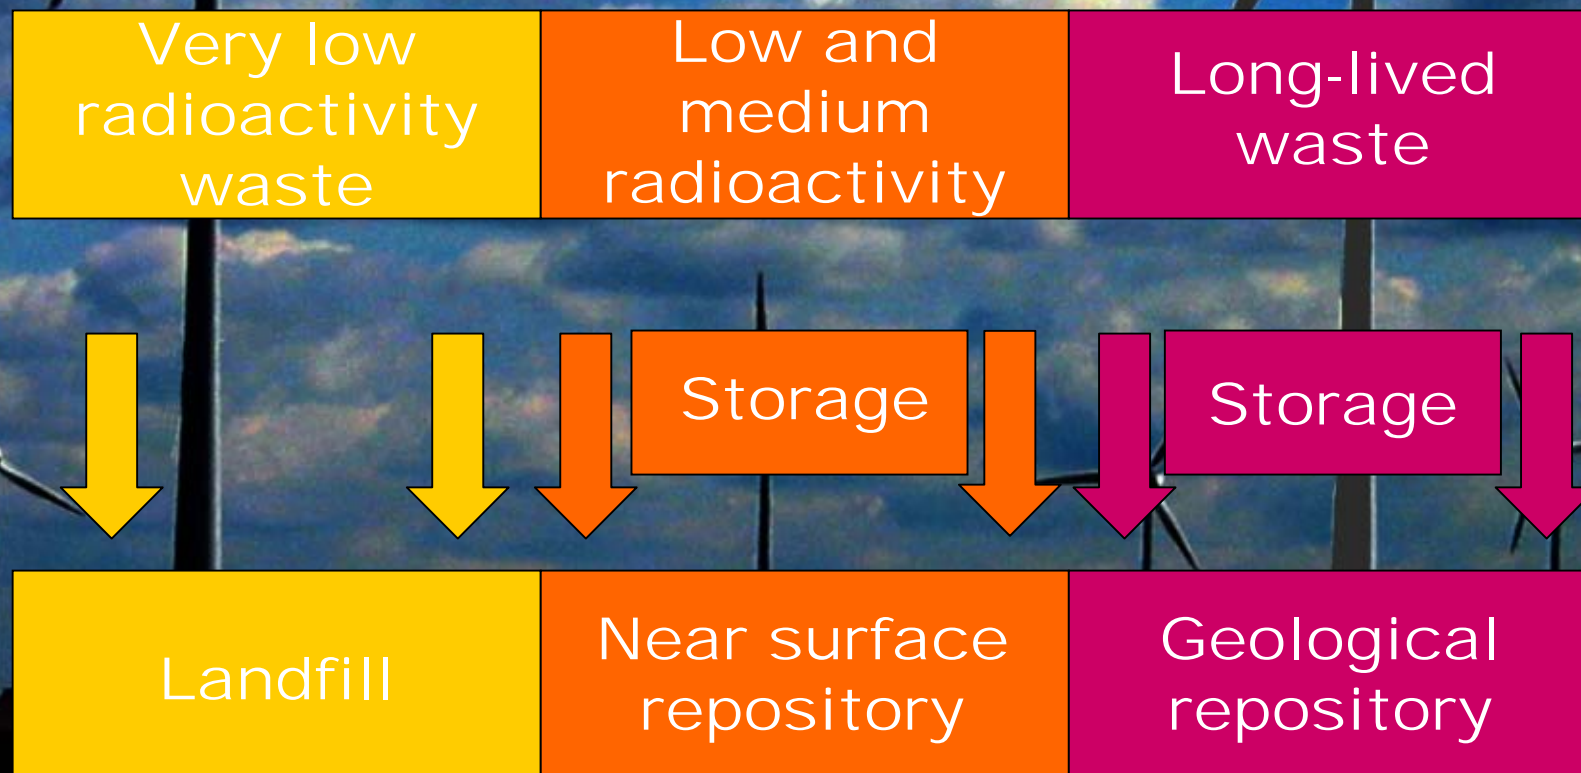 Very low
radioactivity
waste
Low and
medium
radioactivity
Long-lived
waste
Storage
Storage
Landfill
Near surface
repository
Geological
repository